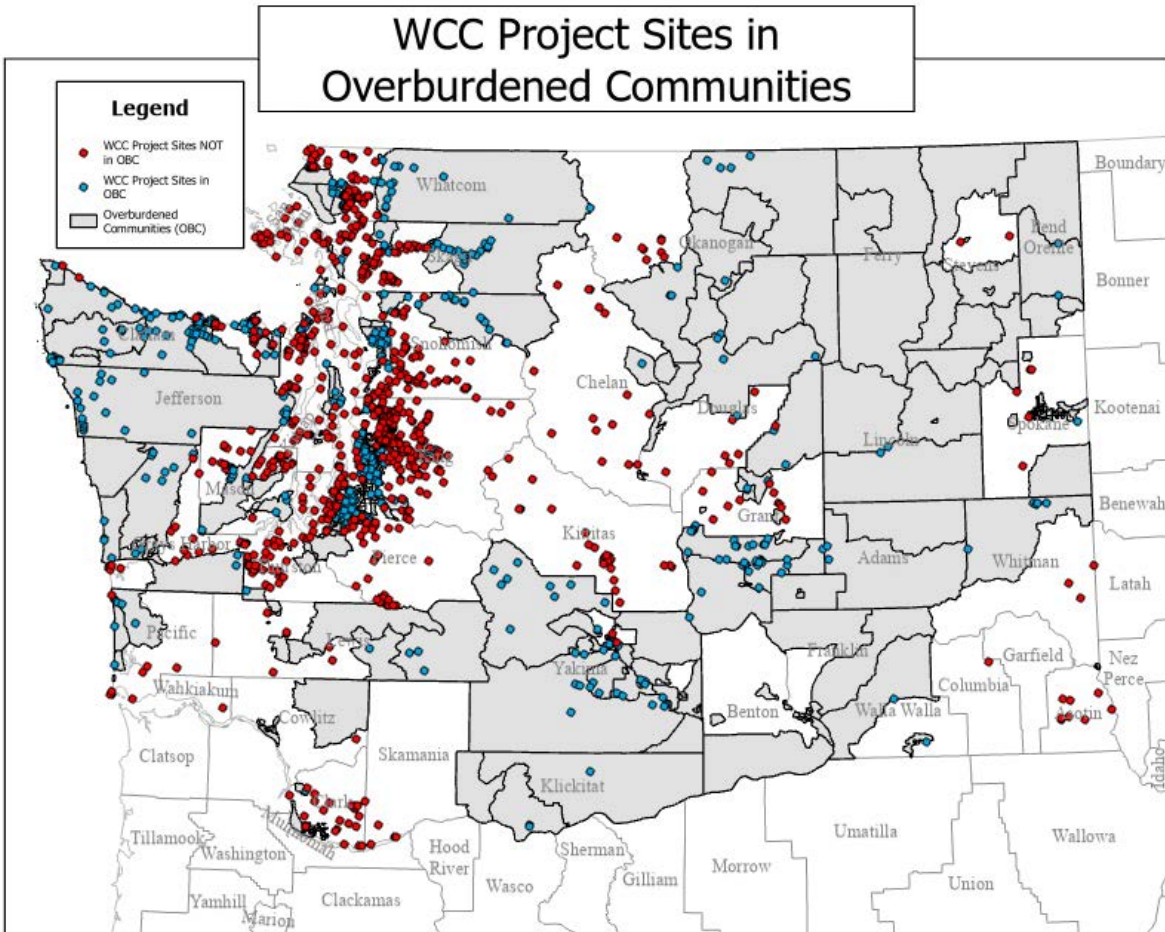 WCC Project Sites in
Overburdened Communities
Legend
WCC Project Sites NOT
in OBC
WCC Project Sites in
OBC
Overburdened
Communities (OBC)
Boundary
Whatcom
Okanogan
Ferry
Stevens
Pend
Oreille
Bonner
Clallam
Snohomish
Chelan
Jefferson
Douglas
Lincoln
Spokane
Kootenai
King
Mason
Grant
Kittitas
Benewah
Grays Harbor
Thurston
Pierce
Adams
Whitman
Latah
Pacific
Lewis
Yakima
Franklin
Garfield
Nez
Perce
Wahkiakum
Columbia
Cowlitz
Benton
Walla Walla
Asotin
Clatsop
Skamania
Klickitat
Idaho
Clark
Tillamook
Multnomah
Washington
Hood
River
Sherman
Umatilla
Wallowa
Yamhill
Marion
Clackamas
Wasco
Gilliam
Morrow
Union